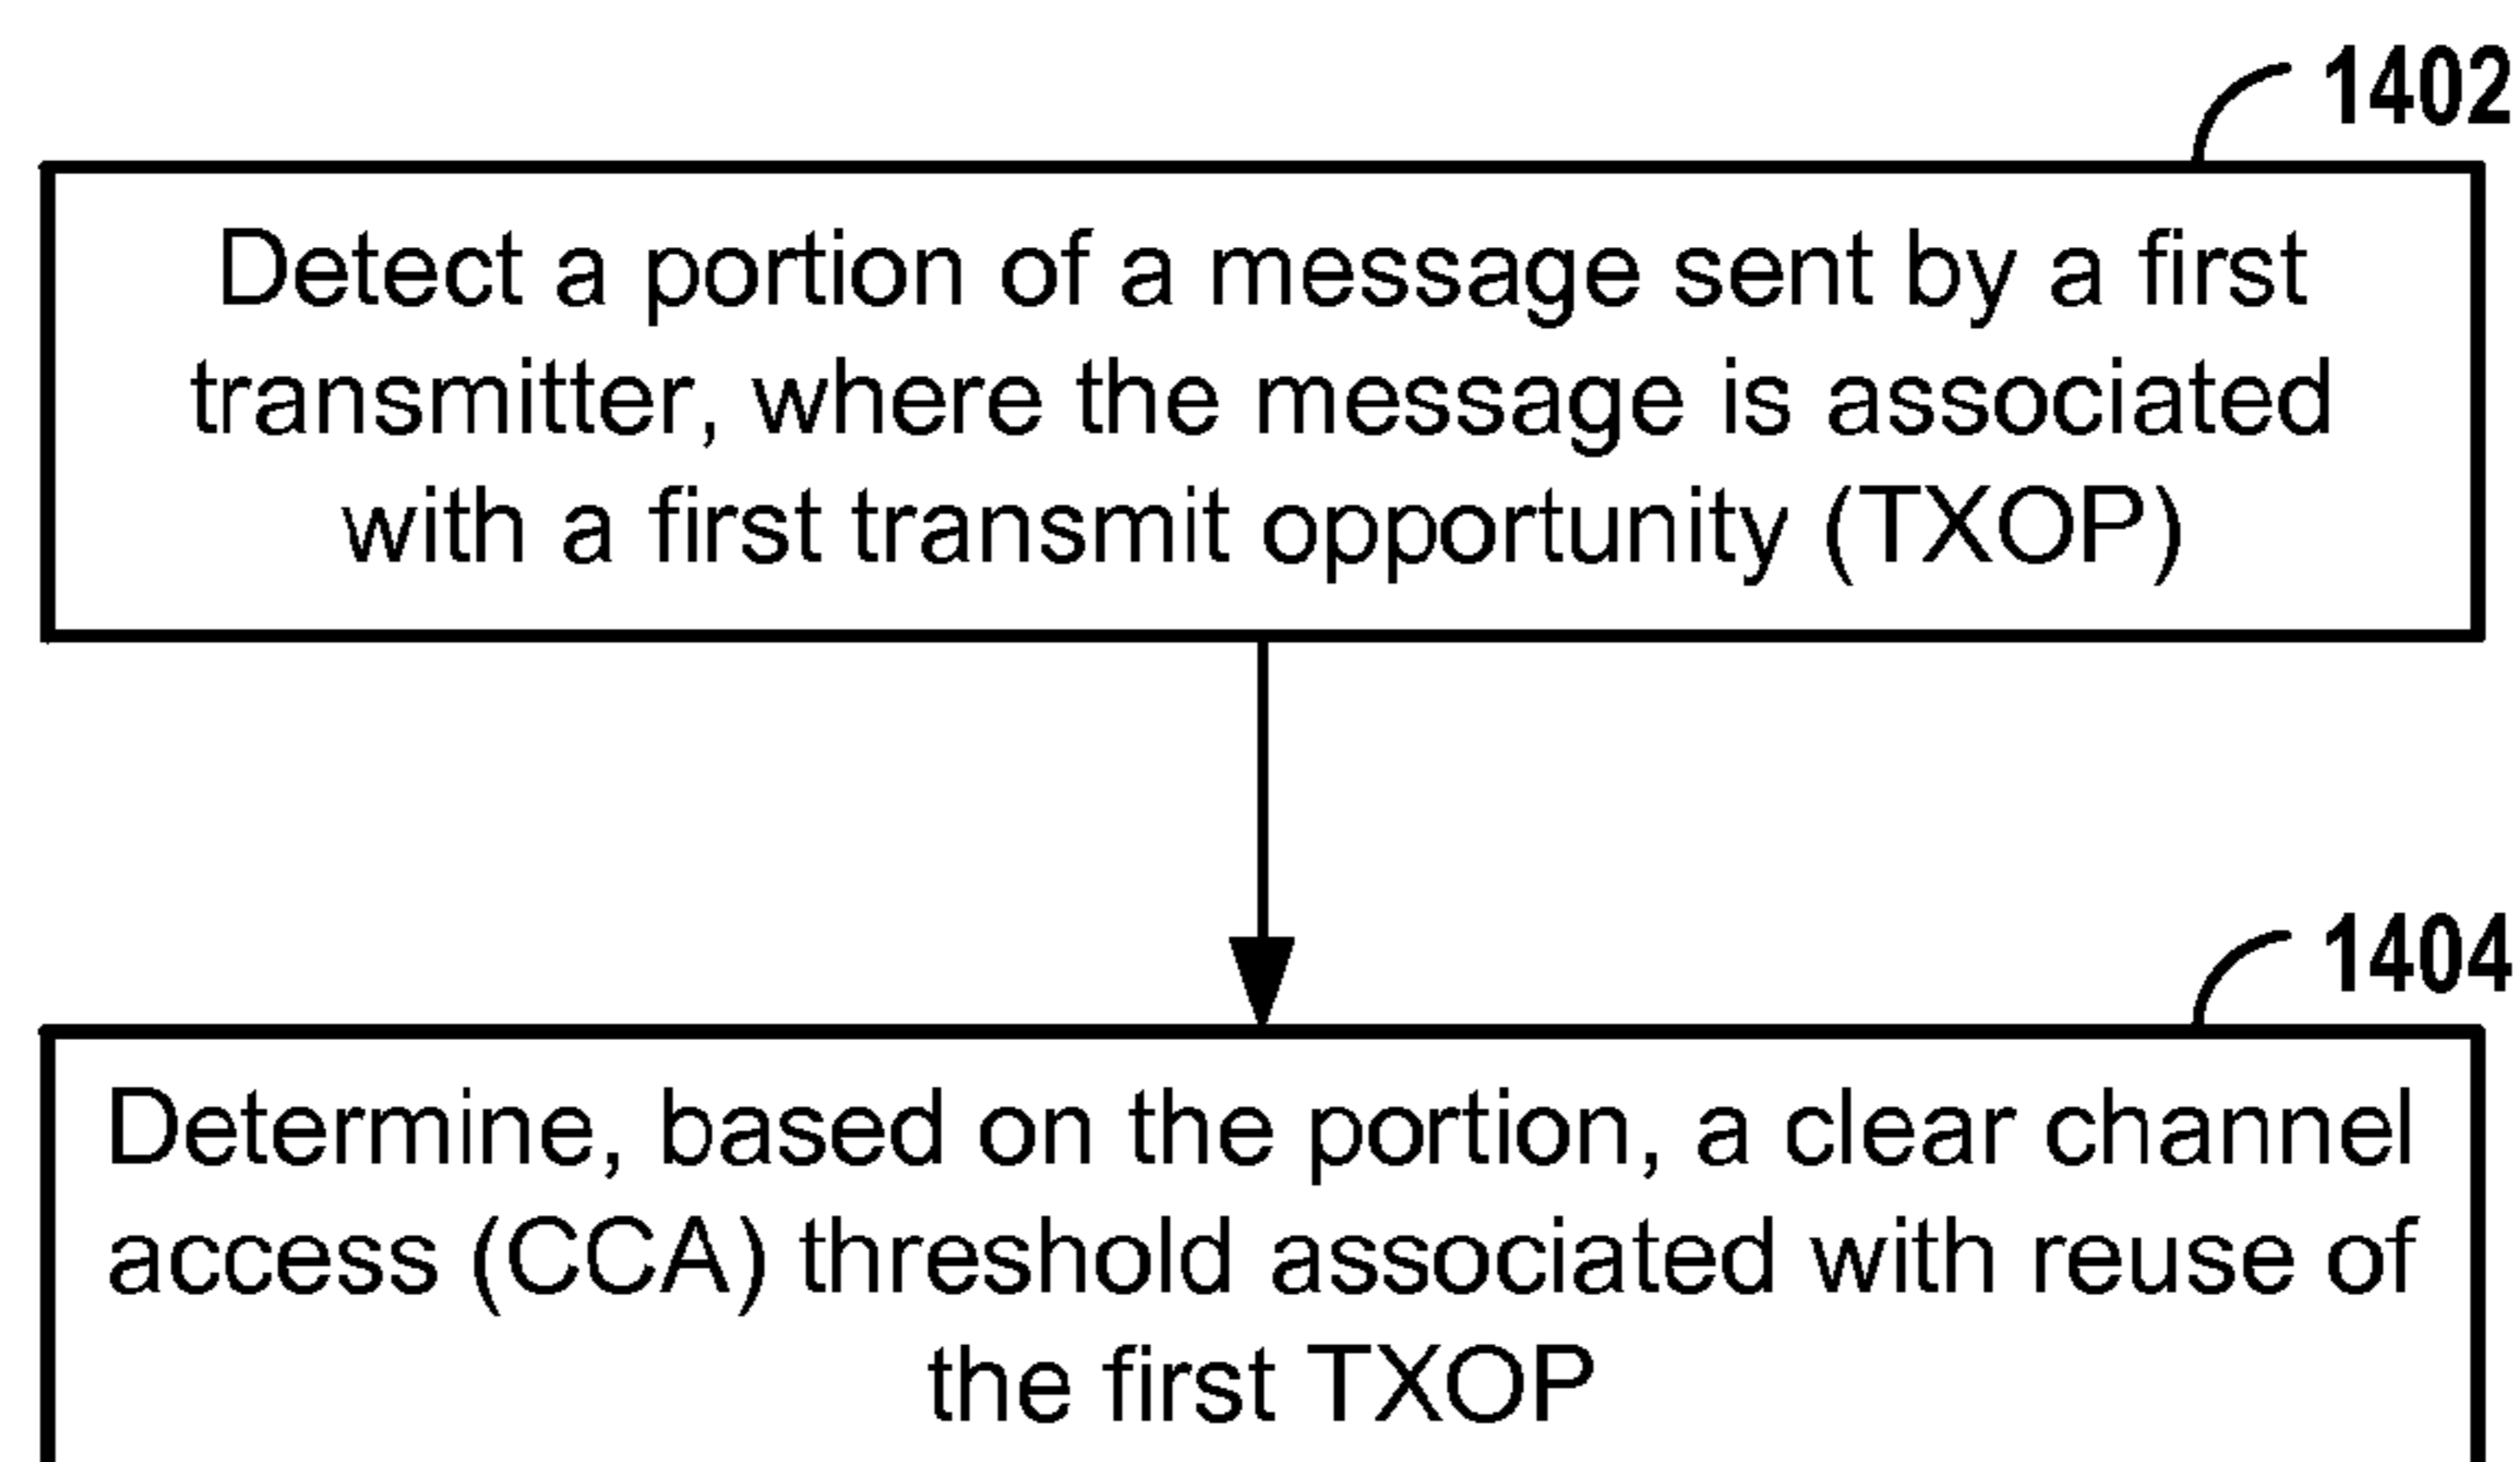 1402
Detect a portion of a message sent by a first
transmitter, where the message is associated
with a first transmit opportunity (TXOP)
1404
Determine, based on the portion, a clear channel
access (CCA) threshold associated with reuse of
the first TXOP